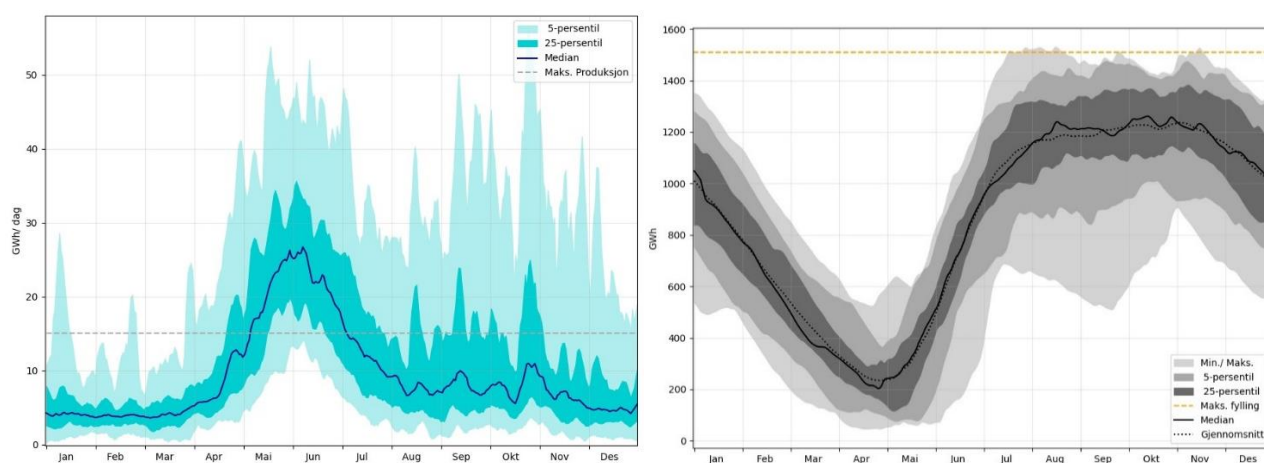 5-persentil
25-persentil
Median
Maks. Produksjon
GWh/ dag
50
40
30
20
10
0
Jan Feb Mar Apr Mai Jun Jul Aug Sep Okt Nov Des
1600
1400
1200
1000
800
600
400
200
0
GWh
Min./ Maks.
5-persentil
25-persentil
Maks. fylling
Median
Gjennomsnitt
Jan Feb Mar Apr Mai Jun Jul Aug Sep Okt Nov Des